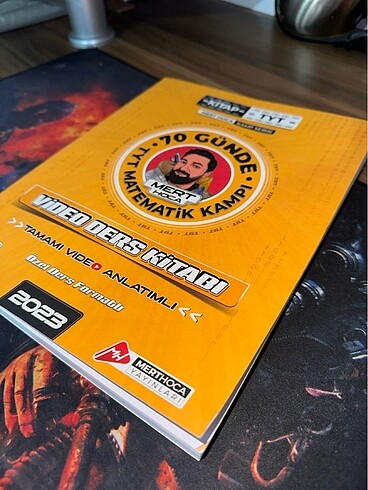 KİTAP
TYT
• 70 GÜNDE •
TYT MATEMATİK KAMPI
MERT
HOCA
VİDEO DERS KİTABI
>>TAMAMI VİDEO ANLATIMLI<<
Özel Ders Formatlı
2023
MH
MERTHOCA
YAYINLARI